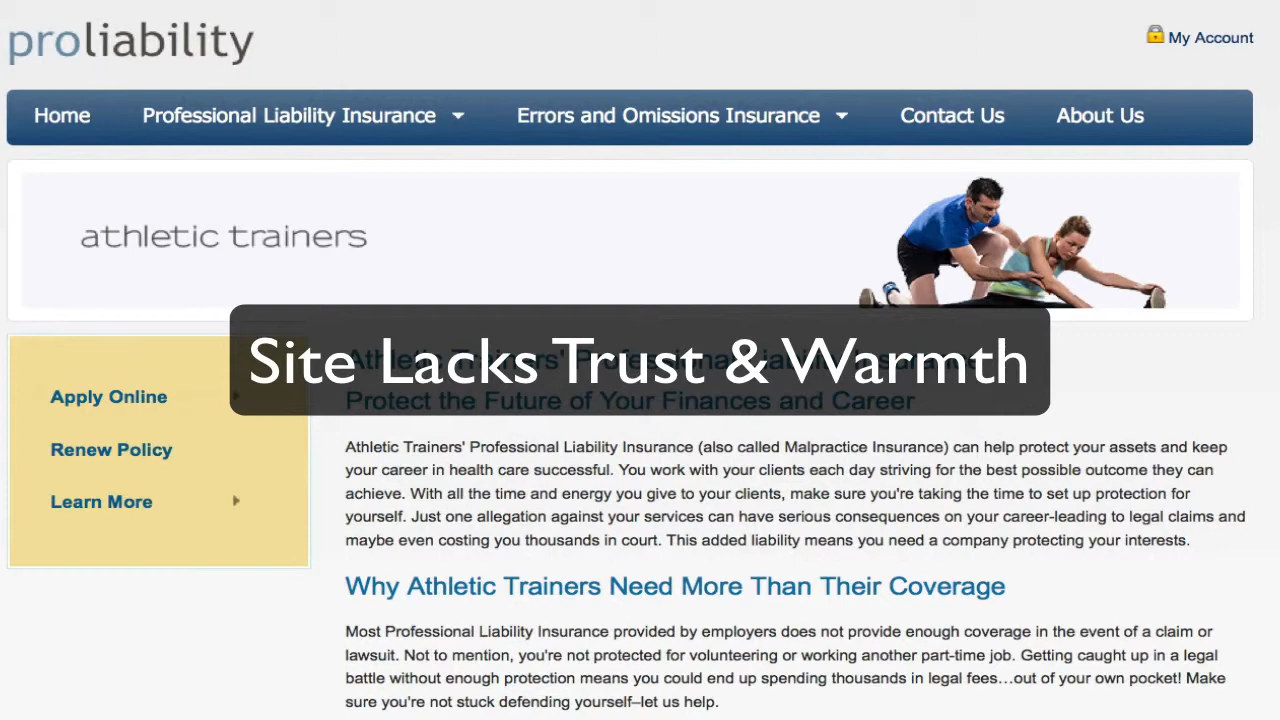 proliability
My Account
Home Professional Liability Insurance Errors and Omissions Insurance Contact Us About Us
athletic trainers
Site Lacks Trust & Warmth
Apply Online
Renew Policy
Learn More
Athletic Trainers' Professional Liability Insurance
Protect the Future of Your Finances and Career
Athletic Trainers' Professional Liability Insurance (also called Malpractice Insurance) can help protect your assets and keep
your career in health care successful. You work with your clients each day striving for the best possible outcome they can
achieve. With all the time and energy you give to your clients, make sure you're taking the time to set up protection for
yourself. Just one allegation against your services can have serious consequences on your career-leading to legal claims and
maybe even costing you thousands in court. This added liability means you need a company protecting your interests.
Why Athletic Trainers Need More Than Their Coverage
Most Professional Liability Insurance provided by employers does not provide enough coverage in the event of a claim or
lawsuit. Not to mention, you're not protected for volunteering or working another part-time job. Getting caught up in a legal
battle without enough protection means you could end up spending thousands in legal fees…out of your own pocket! Make
sure you're not stuck defending yourself–let us help.